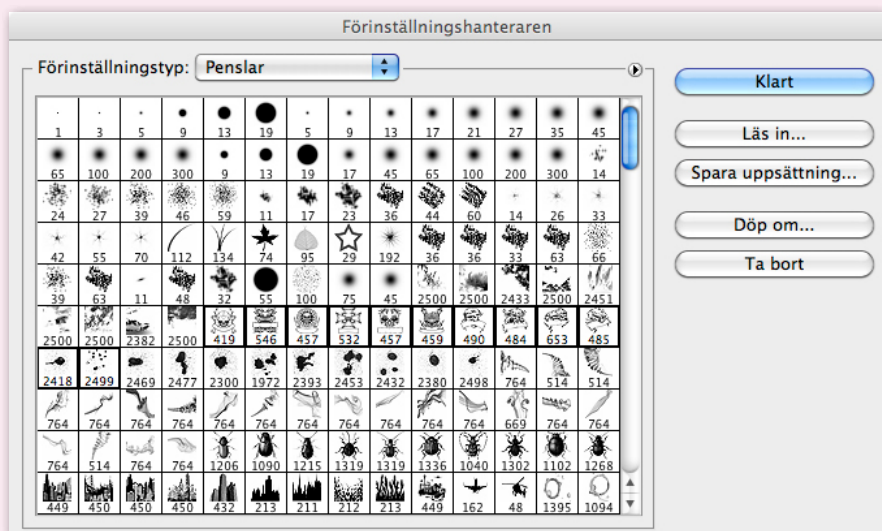 Förinställningshanteraren
Förinställningstyp: Penslar
Klart
Läs in...
Spara uppsättning...
Döp om...
Ta bort
1 3 5 9 13 19 5 9 13 17 21 27 35 45
65 100 200 300 9 13 19 17 45 65 100 200 300 14
24 27 39 46 59 11 17 23 36 44 60 14 26 33
42 55 70 112 134 74 95 29 192 36 36 33 63 66
39 63 11 48 32 55 100 75 45 2500 2500 2433 2500 2451
2500 2500 2382 2500 419 546 457 532 457 459 490 484 653 485
2418 2499 2469 2477 2300 1972 2393 2453 2432 2380 2498 764 514 514
764 764 764 764 764 764 764 764 764 764 764 669 764 764
764 514 764 764 1206 1090 1215 1319 1319 1336 1040 1302 1102 1268
449 450 450 450 432 213 211 212 213 449 162 48 1395 1094